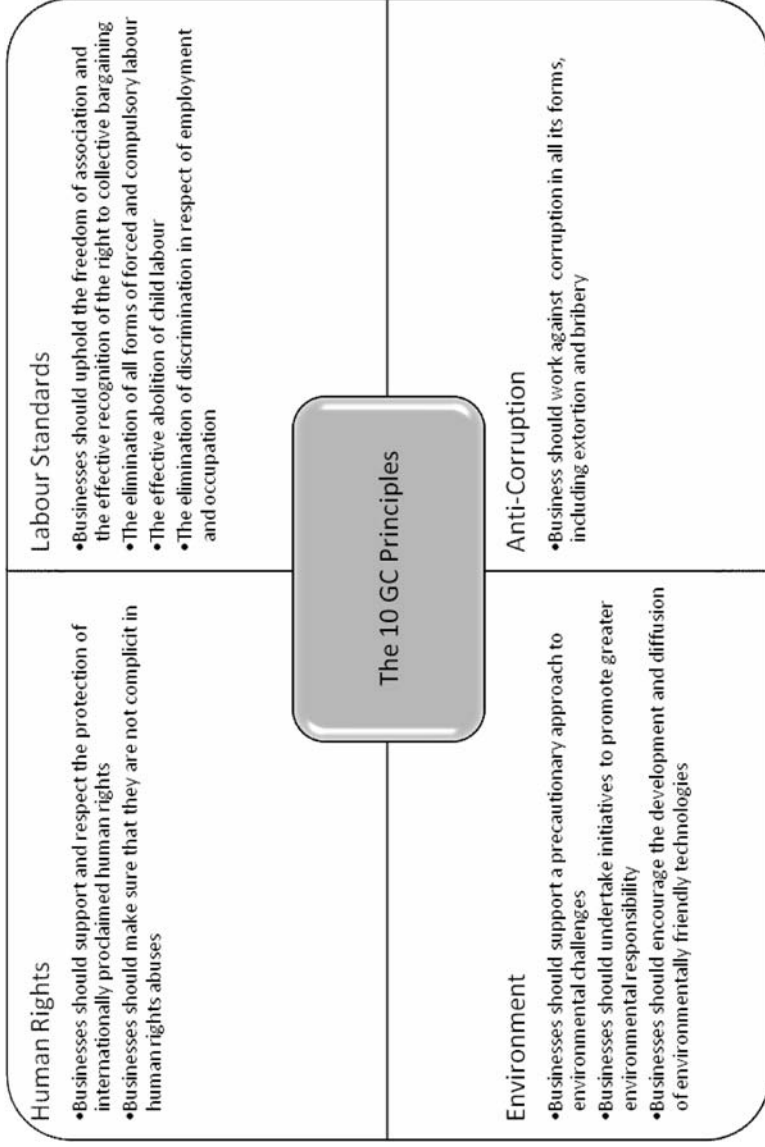 Human Rights
•Businesses should support and respect the protection of
internationally proclaimed human rights
•Businesses should make sure that they are not complicit in
human rights abuses
Labour Standards
•Businesses should uphold the freedom of association and
the effective recognition of the right to collective bargaining
•The elimination of all forms of forced and compulsory labour
•The effective abolition of child labour
•The elimination of discrimination in respect of employment
and occupation
The 10 GC Principles
Environment
•Businesses should support a precautionary approach to
environmental challenges
•Businesses should undertake initiatives to promote greater
environmental responsibility
•Businesses should encourage the development and diffusion
of environmentally friendly technologies
Anti-Corruption
•Business should work against corruption in all its forms,
including extortion and bribery